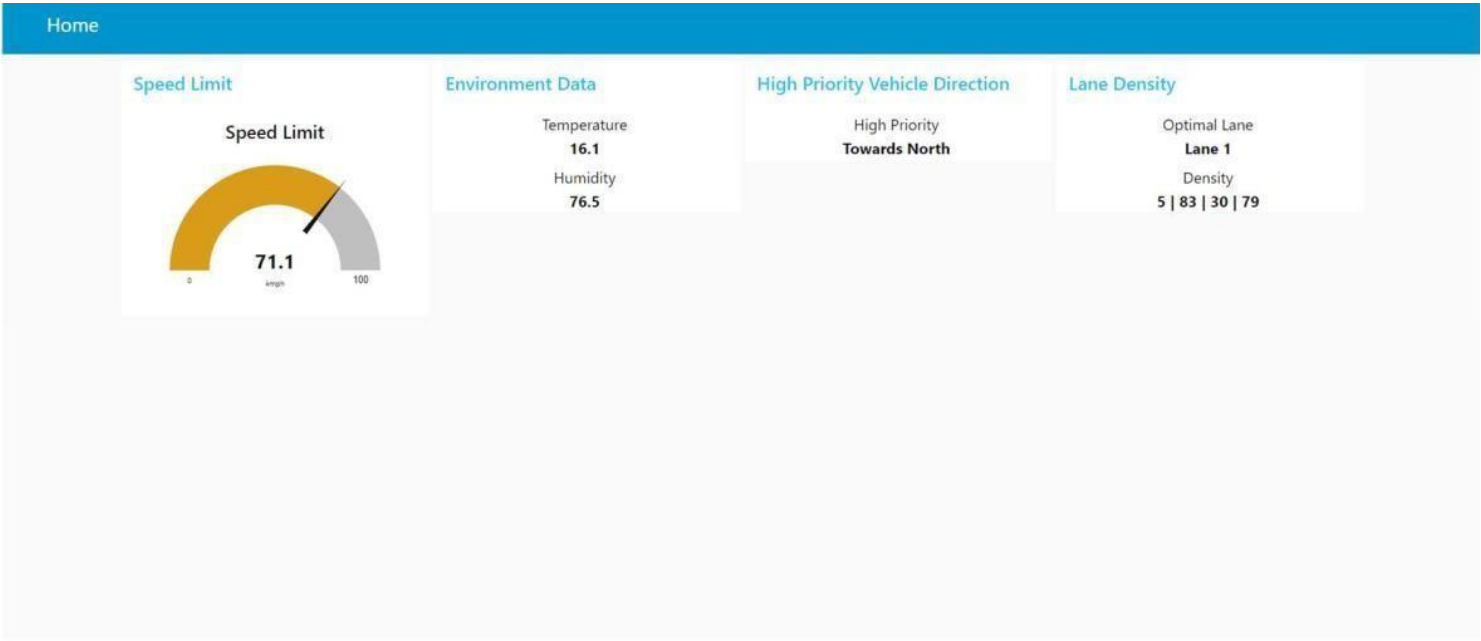 Home
Speed Limit
Speed Limit
71.1
0
kmph
100
Environment Data
Temperature
16.1
Humidity
76.5
High Priority Vehicle Direction
High Priority
Towards North
Lane Density
Optimal Lane
Lane 1
Density
5 | 83 | 30 | 79